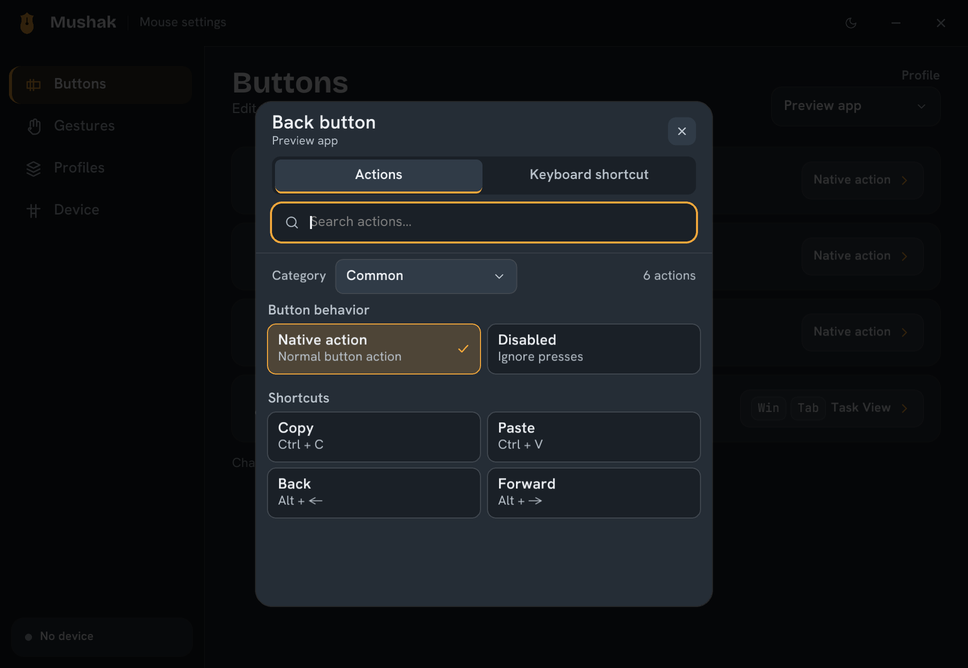 Mushak
Mouse settings
Buttons
Gestures
Profiles
Device
No device
Buttons
Edit
Profile
Preview app
Native action
Native action
Native action
Win Tab Task View
Cha
Back button
Preview app
Actions
Keyboard shortcut
Search actions...
Category
Common
6 actions
Button behavior
Native action
Normal button action
Disabled
Ignore presses
Shortcuts
Copy
Ctrl + C
Paste
Ctrl + V
Back
Alt + ←
Forward
Alt + →